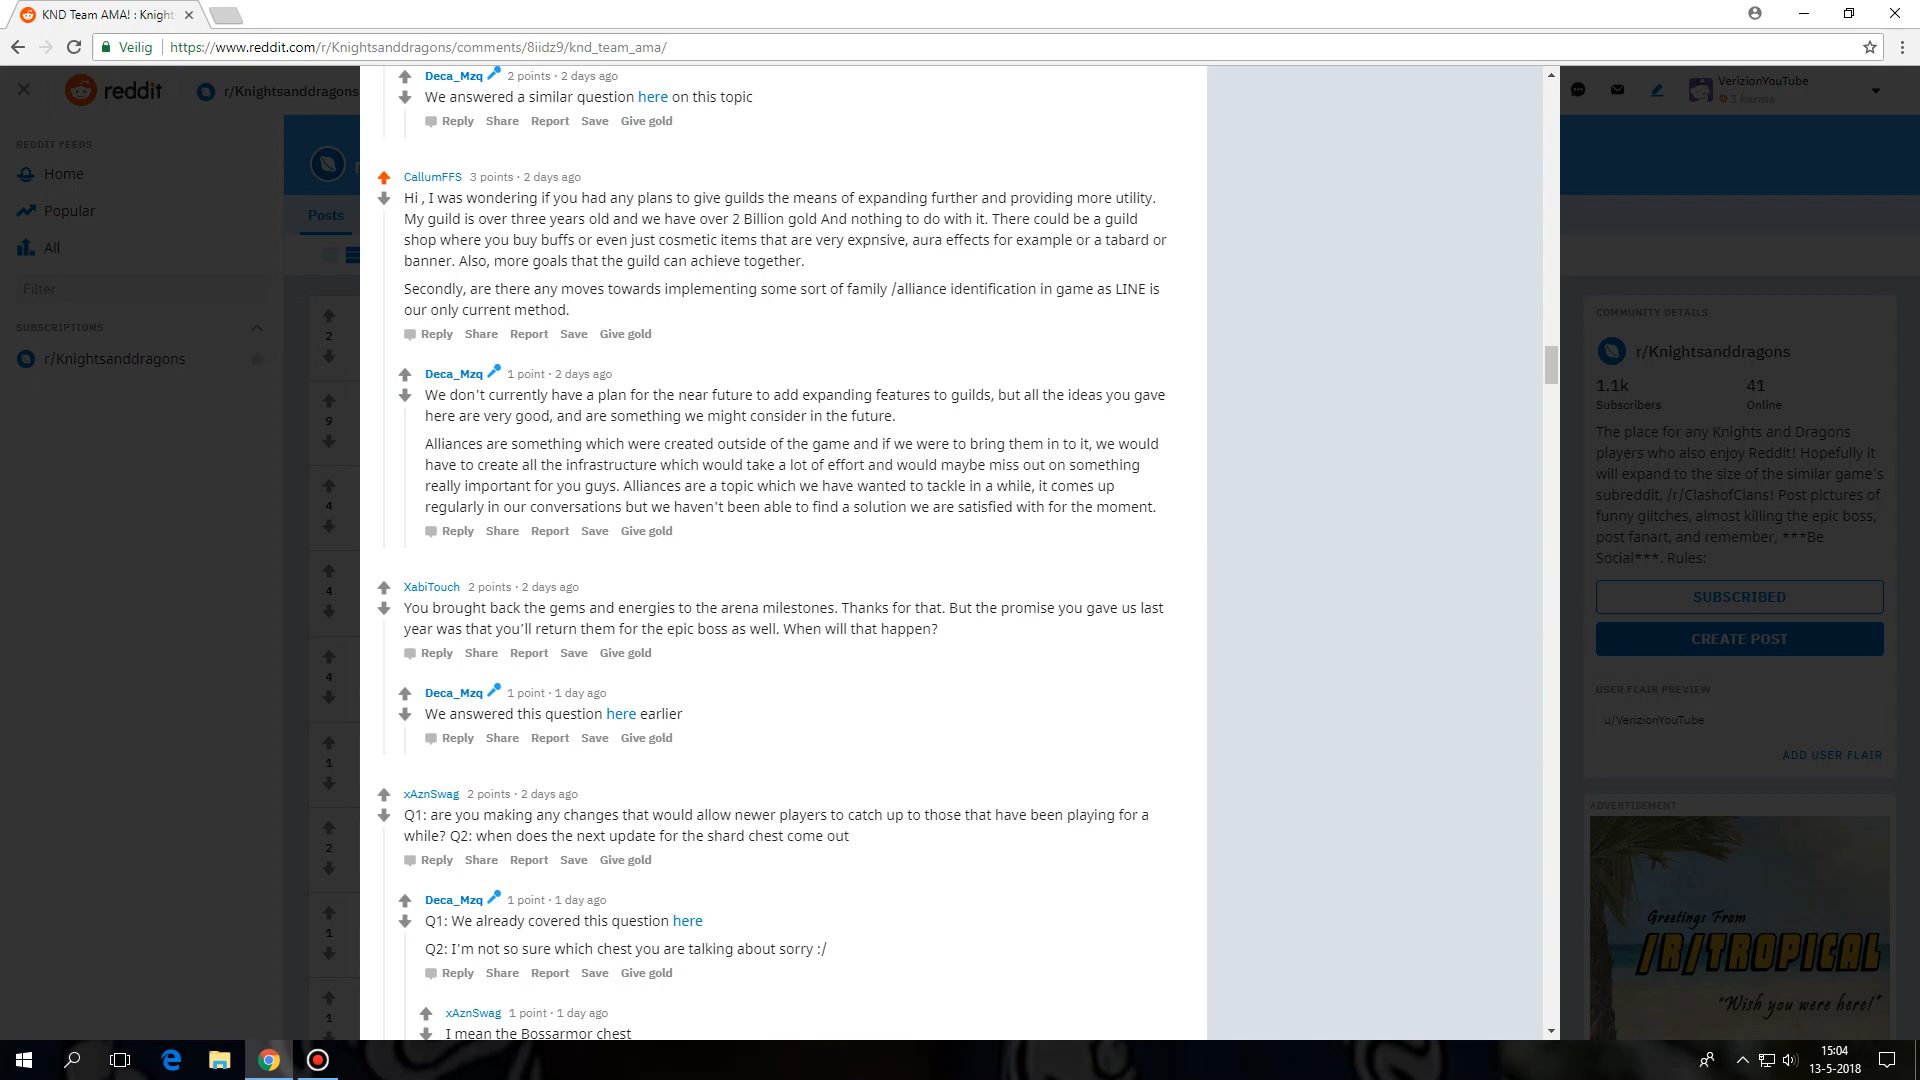 KND Team AMA! : Knight
Veilig
https://www.reddit.com/r/Knightsanddragons/comments/8iidz9/knd_team_ama/
reddit
r/Knightsanddragons
VerizionYouTube
3 karma
REDDIT FEEDS
Home
Popular
All
Filter
SUBSCRIPTIONS
r/Knightsanddragons
Posts
2
9
4
4
4
1
2
1
1
Deca_Mzq 2 points · 2 days ago
We answered a similar question here on this topic
Reply Share Report Save Give gold
CallumFFS 3 points · 2 days ago
Hi , I was wondering if you had any plans to give guilds the means of expanding further and providing more utility.
My guild is over three years old and we have over 2 Billion gold And nothing to do with it. There could be a guild
shop where you buy buffs or even just cosmetic items that are very expnsive, aura effects for example or a tabard or
banner. Also, more goals that the guild can achieve together.
Secondly, are there any moves towards implementing some sort of family /alliance identification in game as LINE is
our only current method.
Reply Share Report Save Give gold
Deca_Mzq 1 point · 2 days ago
We don't currently have a plan for the near future to add expanding features to guilds, but all the ideas you gave
here are very good, and are something we might consider in the future.
Alliances are something which were created outside of the game and if we were to bring them in to it, we would
have to create all the infrastructure which would take a lot of effort and would maybe miss out on something
really important for you guys. Alliances are a topic which we have wanted to tackle in a while, it comes up
regularly in our conversations but we haven't been able to find a solution we are satisfied with for the moment.
Reply Share Report Save Give gold
XabiTouch 2 points · 2 days ago
You brought back the gems and energies to the arena milestones. Thanks for that. But the promise you gave us last
year was that you’ll return them for the epic boss as well. When will that happen?
Reply Share Report Save Give gold
Deca_Mzq 1 point · 1 day ago
We answered this question here earlier
Reply Share Report Save Give gold
xAznSwag 2 points · 2 days ago
Q1: are you making any changes that would allow newer players to catch up to those that have been playing for a
while? Q2: when does the next update for the shard chest come out
Reply Share Report Save Give gold
Deca_Mzq 1 point · 1 day ago
Q1: We already covered this question here
Q2: I'm not so sure which chest you are talking about sorry :/
Reply Share Report Save Give gold
xAznSwag 1 point · 1 day ago
I mean the Bossarmor chest
COMMUNITY DETAILS
r/Knightsanddragons
1.1k 41
Subscribers Online
The place for any Knights and Dragons
players who also enjoy Reddit! Hopefully it
will expand to the size of the similar game's
subreddit, /r/ClashofClans! Post pictures of
funny glitches, almost killing the epic boss,
post fanart, and remember, ***Be
Social***. Rules:
SUBSCRIBED
CREATE POST
USER FLAIR PREVIEW
u/VerizionYouTube
ADD USER FLAIR
ADVERTISEMENT
Greetings From
/R/TROPICAL
"Wish you were here!"
15:04
13-5-2018